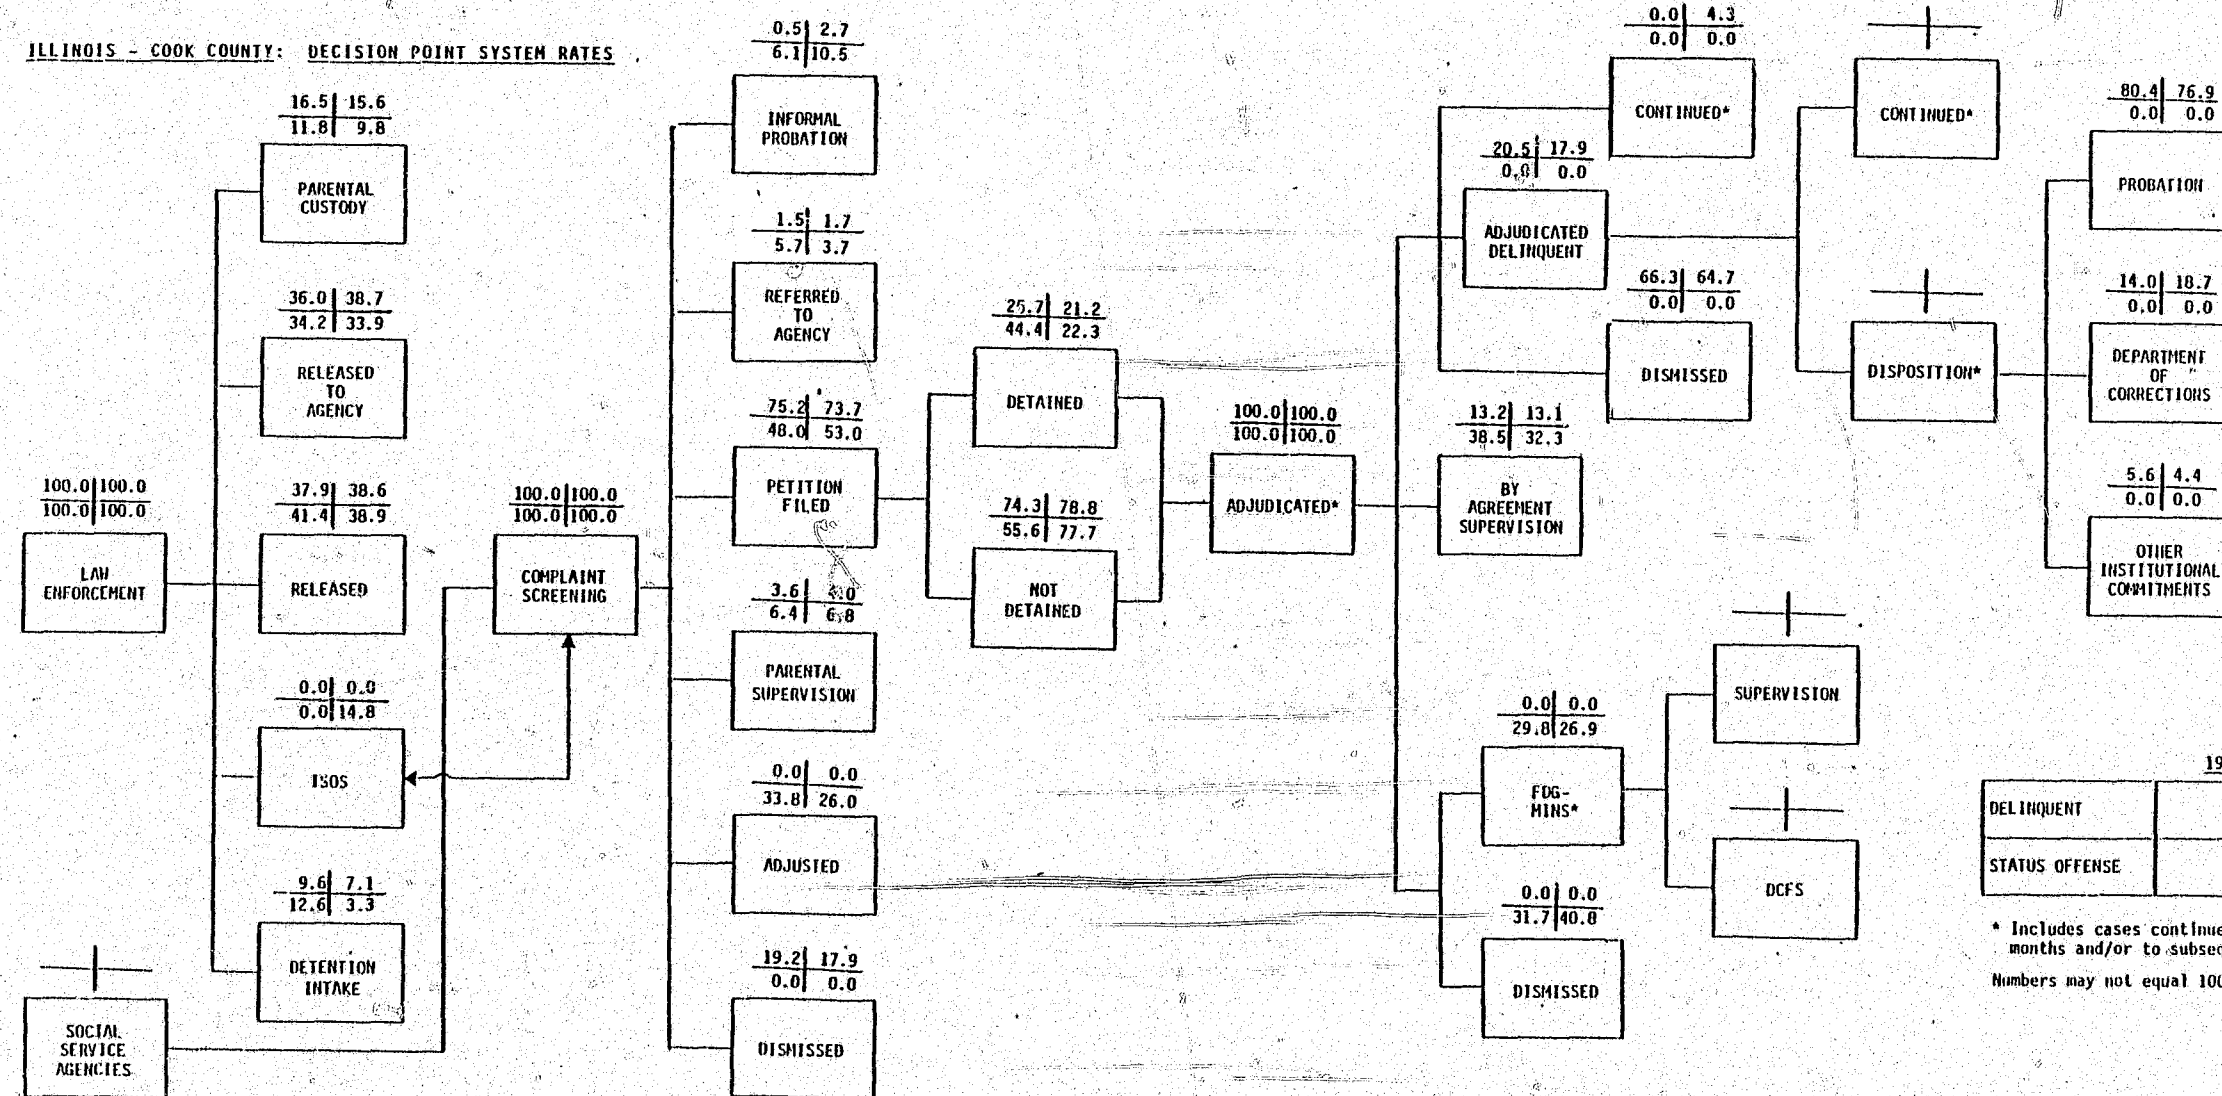 ILLINOIS - COOK COUNTY: DECISION POINT SYSTEM RATES
16.5 15.6
11.8 9.8
PARENTAL
CUSTODY
36.0 38.7
34.2 33.9
RELEASED
TO
AGENCY
100.0 100.0
100.0 100.0
LAW
ENFORCEMENT
37.9 38.6
41.4 38.9
RELEASED
0.0 0.0
0.0 14.8
ISOS
9.6 7.1
12.6 3.3
DETENTION
INTAKE
SOCIAL
SERVICE
AGENCIES
100.0 100.0
100.0 100.0
COMPLAINT
SCREENING
0.5 2.7
6.1 10.5
INFORMAL
PROBATION
1.5 1.7
5.7 3.7
REFERRED
TO
AGENCY
75.2 73.7
48.0 53.0
PETITION
FILED
3.6 4.0
6.4 6.8
PARENTAL
SUPERVISION
0.0 0.0
33.8 26.0
ADJUSTED
19.2 17.9
0.0 0.0
DISMISSED
25.7 21.2
44.4 22.3
DETAINED
74.3 78.8
55.6 77.7
NOT
DETAINED
100.0 100.0
100.0 100.0
ADJUDICATED*
0.0 4.3
0.0 0.0
CONTINUED*
20.5 17.9
0.0 0.0
ADJUDICATED
DELINQUENT
66.3 64.7
0.0 0.0
DISMISSED
13.2 13.1
38.5 32.3
BY
AGREEMENT
SUPERVISION
0.0 0.0
29.8 26.9
FOG-
MINS*
0.0 0.0
31.7 40.8
DISMISSED
CONTINUED*
DISPOSITION*
SUPERVISION
DCFS
80.4 76.9
0.0 0.0
PROBATION
14.0 18.7
0.0 0.0
DEPARTMENT
OF
CORRECTIONS
5.6 4.4
0.0 0.0
OTHER
INSTITUTIONAL
COMMITMENTS
19
DELINQUENT
STATUS OFFENSE
* Includes cases continue
months and/or to subseq
Numbers may not equal 100